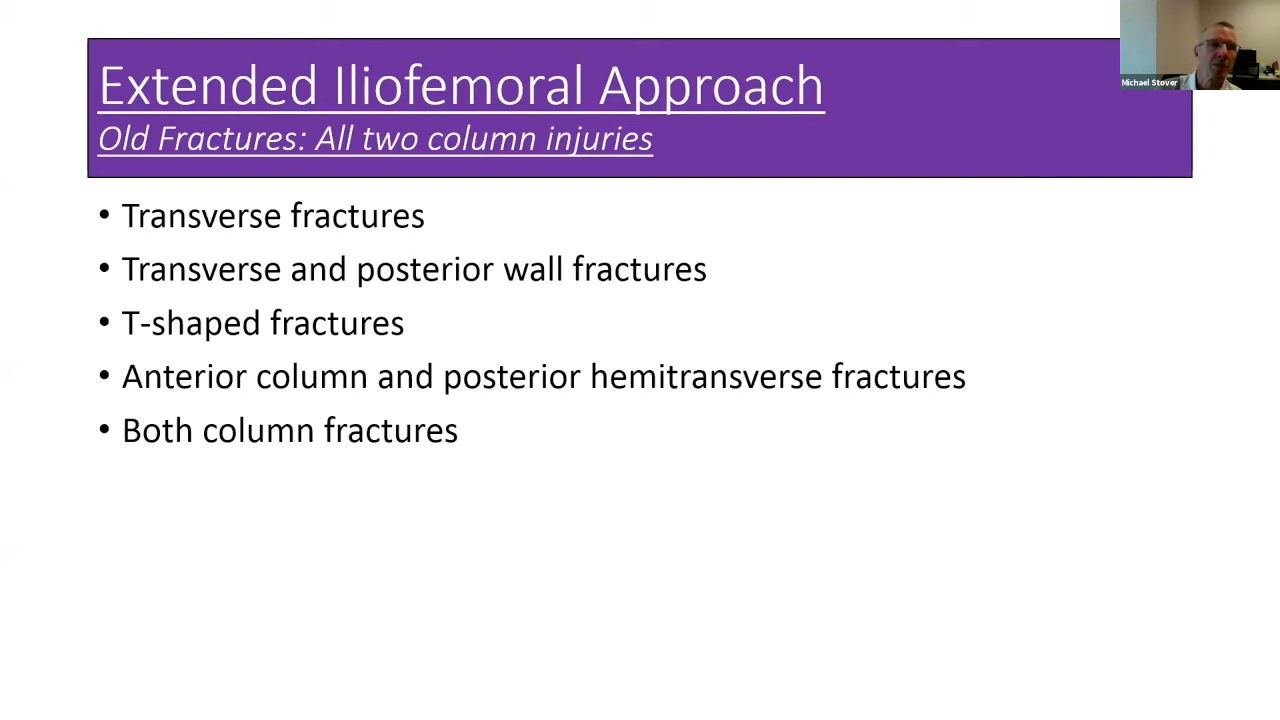 Extended Iliofemoral Approach
Old Fractures: All two column injuries
• Transverse fractures
• Transverse and posterior wall fractures
• T-shaped fractures
• Anterior column and posterior hemitransverse fractures
• Both column fractures
Michael Stover